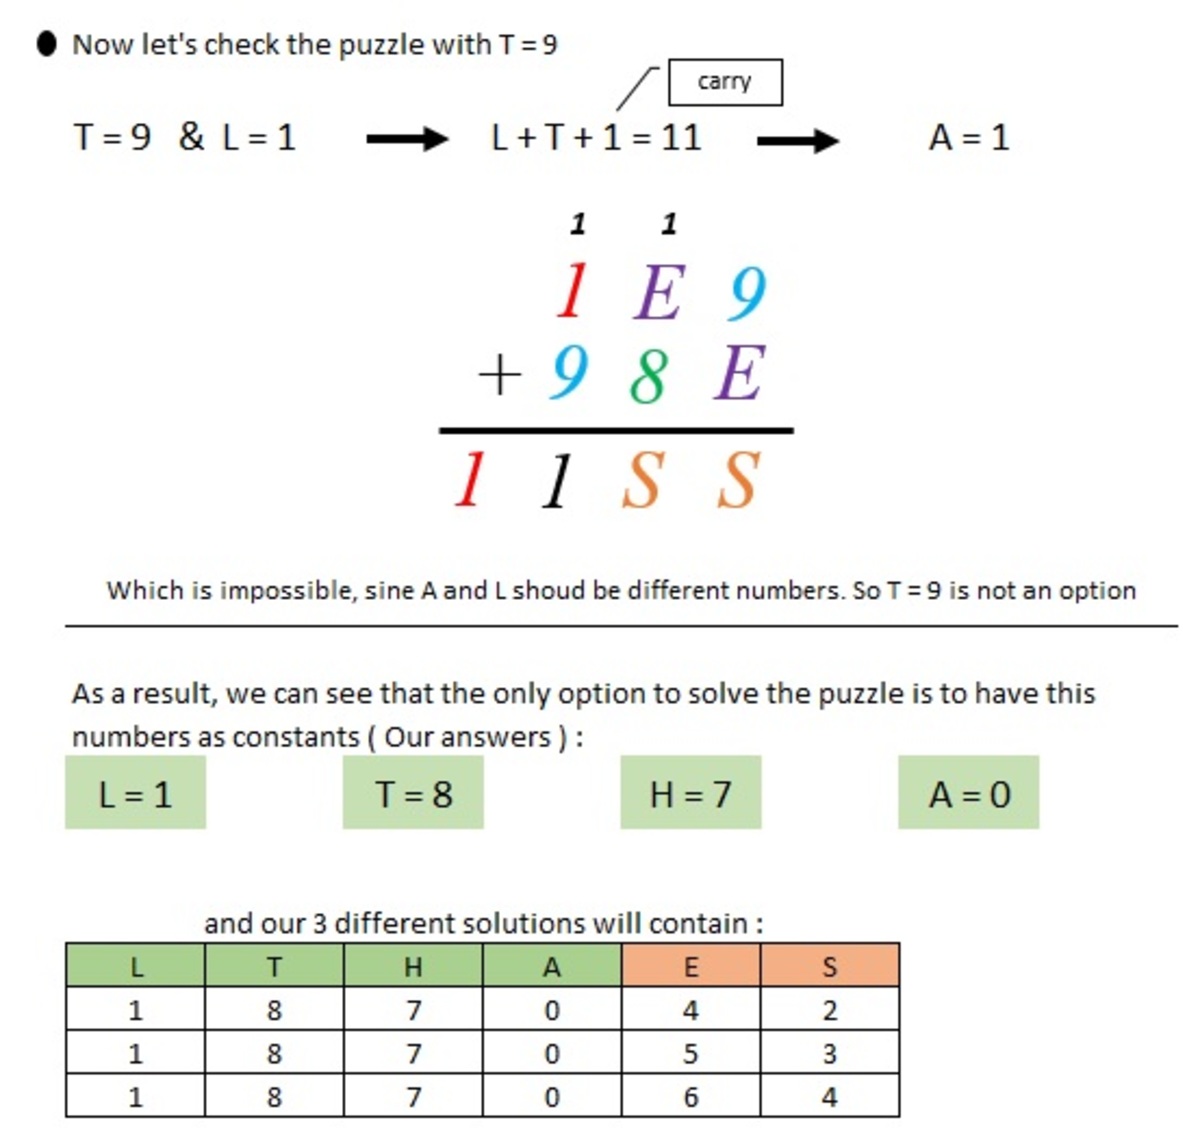 ● Now let's check the puzzle with T = 9
carry
T = 9 & L = 1 → L + T + 1 = 11 → A = 1
1 1
1 E 9
+ 9 8 E
1 1 S S
Which is impossible, sine A and L shoud be different numbers. So T = 9 is not an option
As a result, we can see that the only option to solve the puzzle is to have this
numbers as constants ( Our answers ) :
L = 1 T = 8 H = 7 A = 0
and our 3 different solutions will contain :
L T H A E S
1 8 7 0 4 2
1 8 7 0 5 3
1 8 7 0 6 4